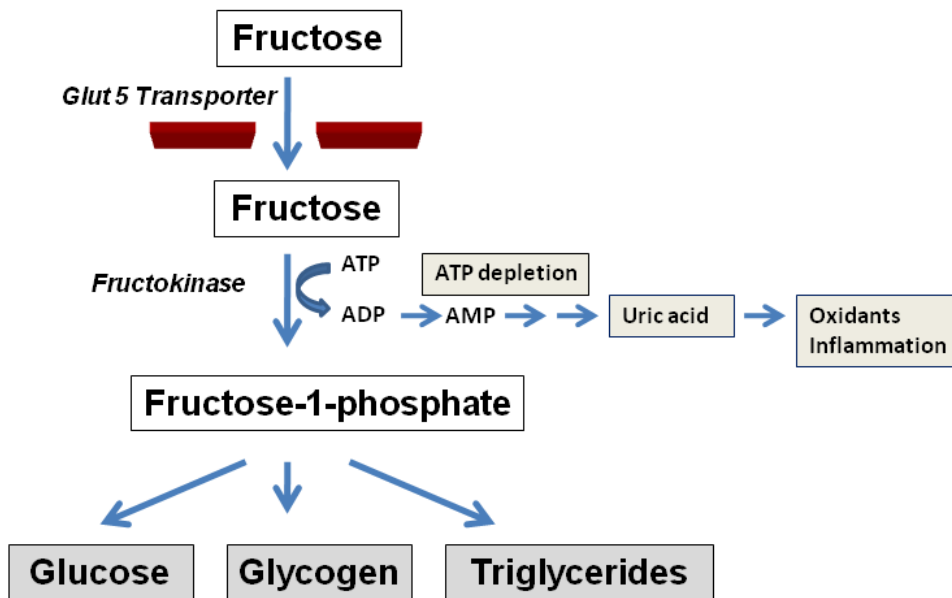 Fructose
Glut 5 Transporter
Fructose
Fructokinase
ATP
ATP depletion
ADP
AMP
Uric acid
Oxidants
Inflammation
Fructose-1-phosphate
Glucose
Glycogen
Triglycerides